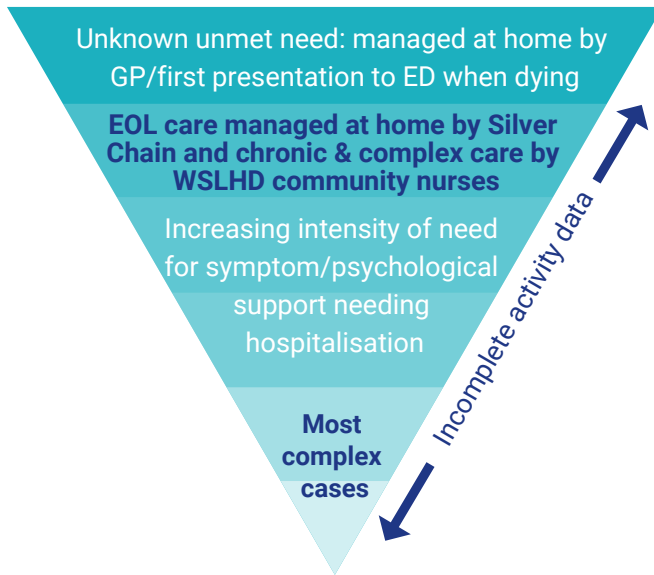 Unknown unmet need: managed at home by
GP/first presentation to ED when dying
EOL care managed at home by Silver
Chain and chronic & complex care by
WSLHD community nurses
Increasing intensity of need
for symptom/psychological
support needing
hospitalisation
Most
complex
cases
Incomplete activity data